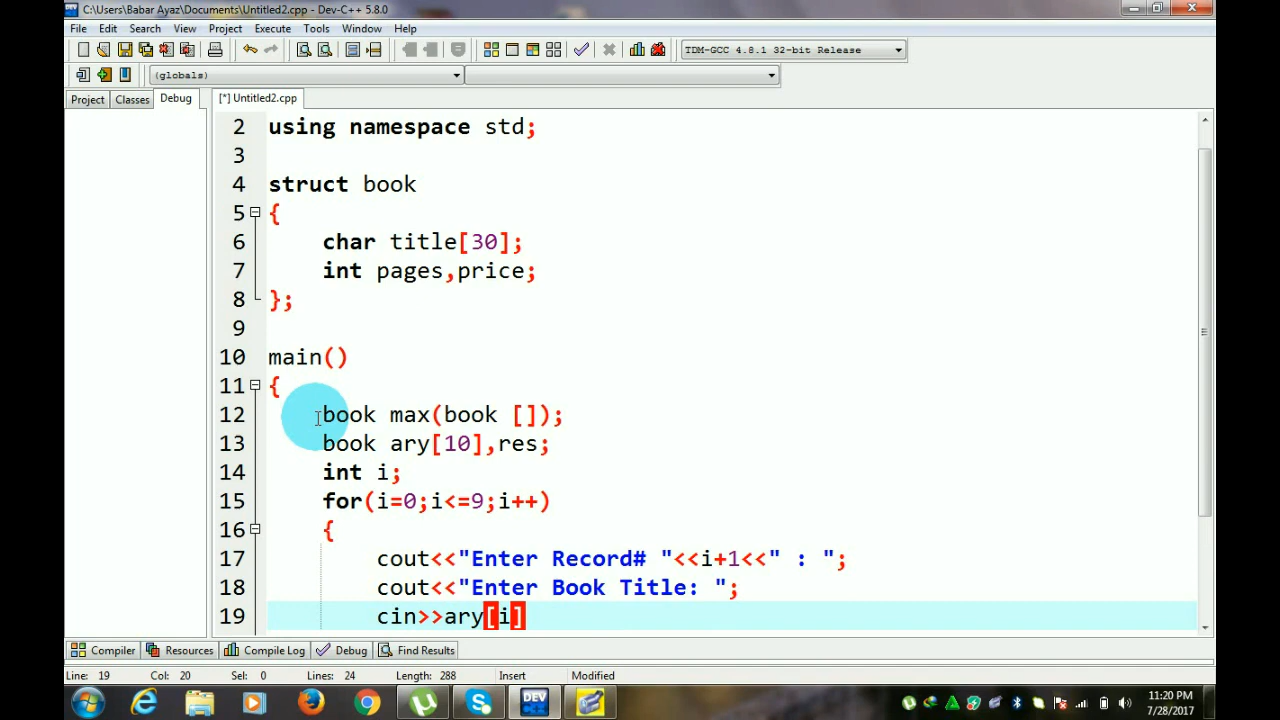 C:\Users\Babar Ayaz\Documents\Untitled2.cpp - Dev-C++ 5.8.0
File Edit Search View Project Execute Tools Window Help
TDM-GCC 4.8.1 32-bit Release
(globals)
Project Classes Debug [*] Untitled2.cpp
2 using namespace std;
3
4 struct book
5 {
6 char title[30];
7 int pages,price;
8 };
9
10 main()
11 {
12 book max(book []);
13 book ary[10],res;
14 int i;
15 for(i=0;i<=9;i++)
16 {
17 cout<<"Enter Record# "<<i+1<<" : ";
18 cout<<"Enter Book Title: ";
19 cin>>ary[i]
Compiler Resources Compile Log Debug Find Results
Line: 19 Col: 20 Sel: 0 Lines: 24 Length: 288 Insert Modified
DEV
11:20 PM
7/28/2017